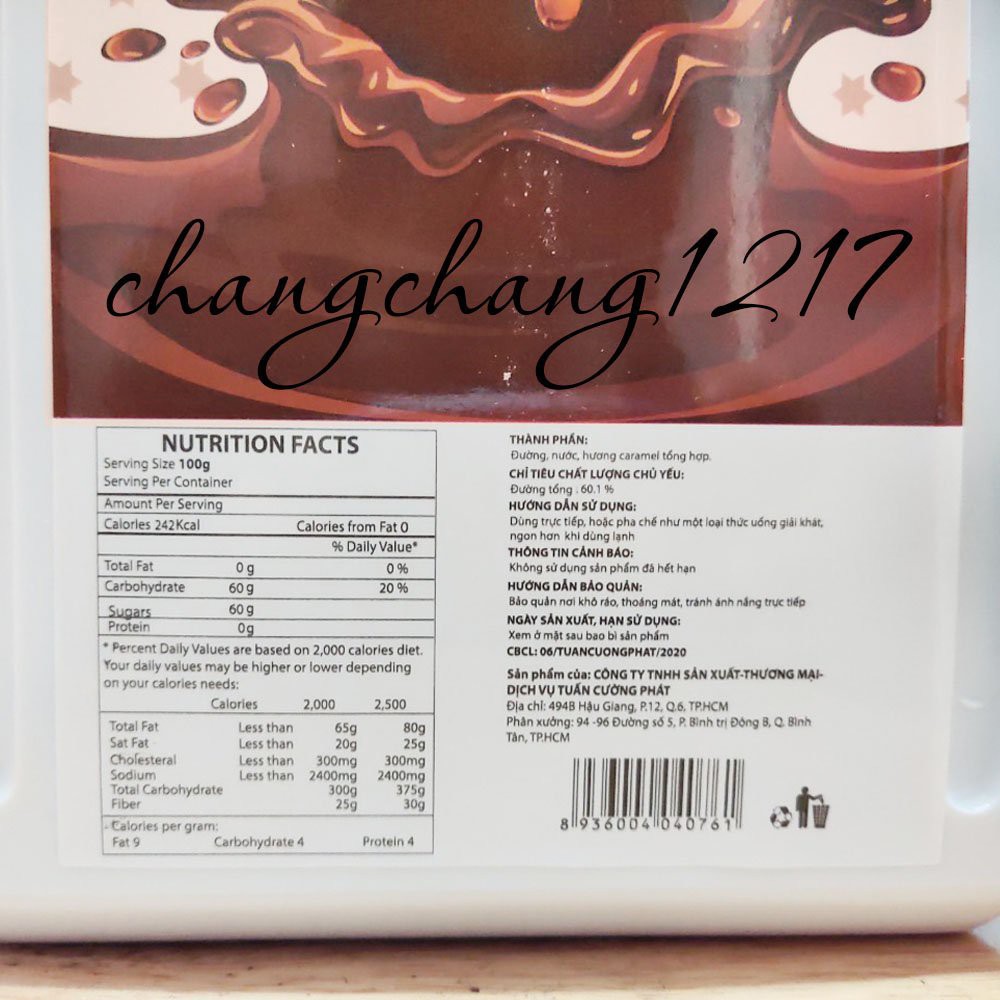 changchang1217
NUTRITION FACTS
Serving Size 100g
Serving Per Container
Amount Per Serving
Calories 242Kcal Calories from Fat 0
% Daily Value*
Total Fat 0 g 0 %
Carbohydrate 60 g 20 %
Sugars 60 g
Protein 0g
* Percent Daily Values are based on 2,000 calories diet.
Your daily values may be higher or lower depending
on your calories needs:
Calories 2,000 2,500
Total Fat Less than 65g 80g
Sat Fat Less than 20g 25g
Cholesteral Less than 300mg 300mg
Sodium Less than 2400mg 2400mg
Total Carbohydrate 300g 375g
Fiber 25g 30g
- Calories per gram:
Fat 9 Carbohydrate 4 Protein 4
THÀNH PHẦN:
Đường, nước, hương caramel tổng hợp.
CHỈ TIÊU CHẤT LƯỢNG CHỦ YẾU:
Đường tổng : 60.1 %
HƯỚNG DẪN SỬ DỤNG:
Dùng trực tiếp, hoặc pha chế như một loại thức uống giải khát,
ngon hơn khi dùng lạnh
THÔNG TIN CẢNH BÁO:
Không sử dụng sản phẩm đã hết hạn
HƯỚNG DẪN BẢO QUẢN:
Bảo quản nơi khô ráo, thoáng mát, tránh ánh nắng trực tiếp
NGÀY SẢN XUẤT, HẠN SỬ DỤNG:
Xem ở mặt sau bao bì sản phẩm
CBCL: 06/TUANCUONGPHAT/2020
Sản phẩm của: CÔNG TY TNHH SẢN XUẤT-THƯƠNG MẠI-
DỊCH VỤ TUẤN CƯỜNG PHÁT
Địa chỉ: 494B Hậu Giang, P.12, Q.6, TP.HCM
Phân xưởng: 94 -96 Đường số 5, P. Bình trị Đông B, Q. Bình
Tân, TP.HCM
8 936004 040761